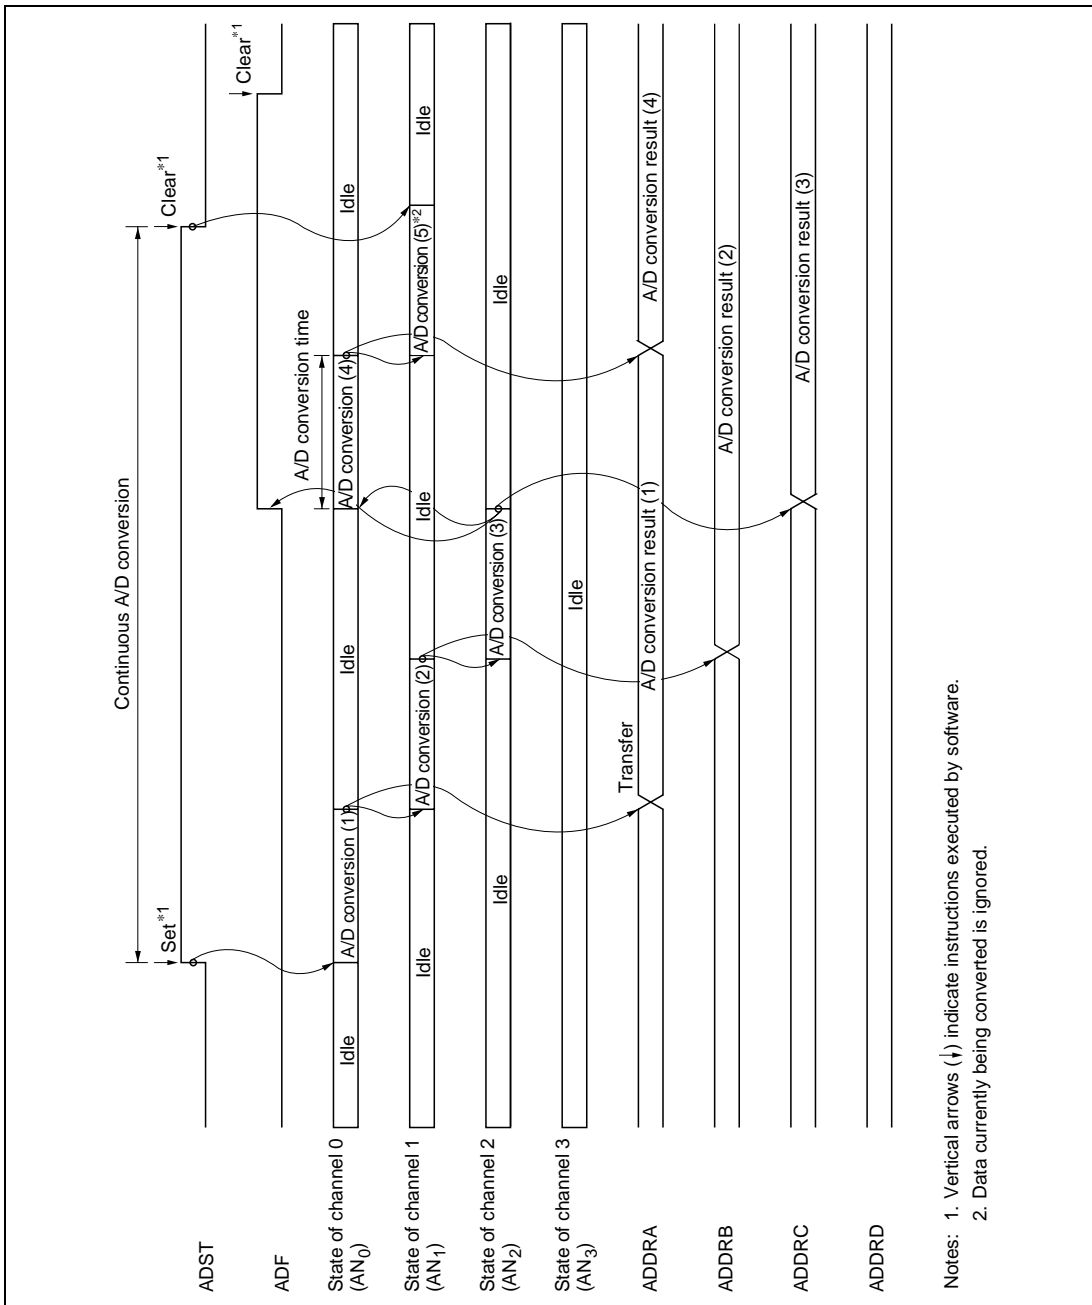 Continuous A/D conversion
Set*1
Clear*1
ADST
Clear*1
ADF
A/D conversion time
State of channel 0
(AN0)
Idle
A/D conversion (1)
Idle
A/D conversion (4)
Idle
State of channel 1
(AN1)
Idle
A/D conversion (2)
Idle
A/D conversion (5)*2
Idle
State of channel 2
(AN2)
Idle
A/D conversion (3)
Idle
State of channel 3
(AN3)
Idle
Transfer
ADDRA
A/D conversion result (1)
A/D conversion result (4)
ADDRB
A/D conversion result (2)
ADDRC
A/D conversion result (3)
ADDRD
Notes: 1. Vertical arrows (↓) indicate instructions executed by software.
2. Data currently being converted is ignored.